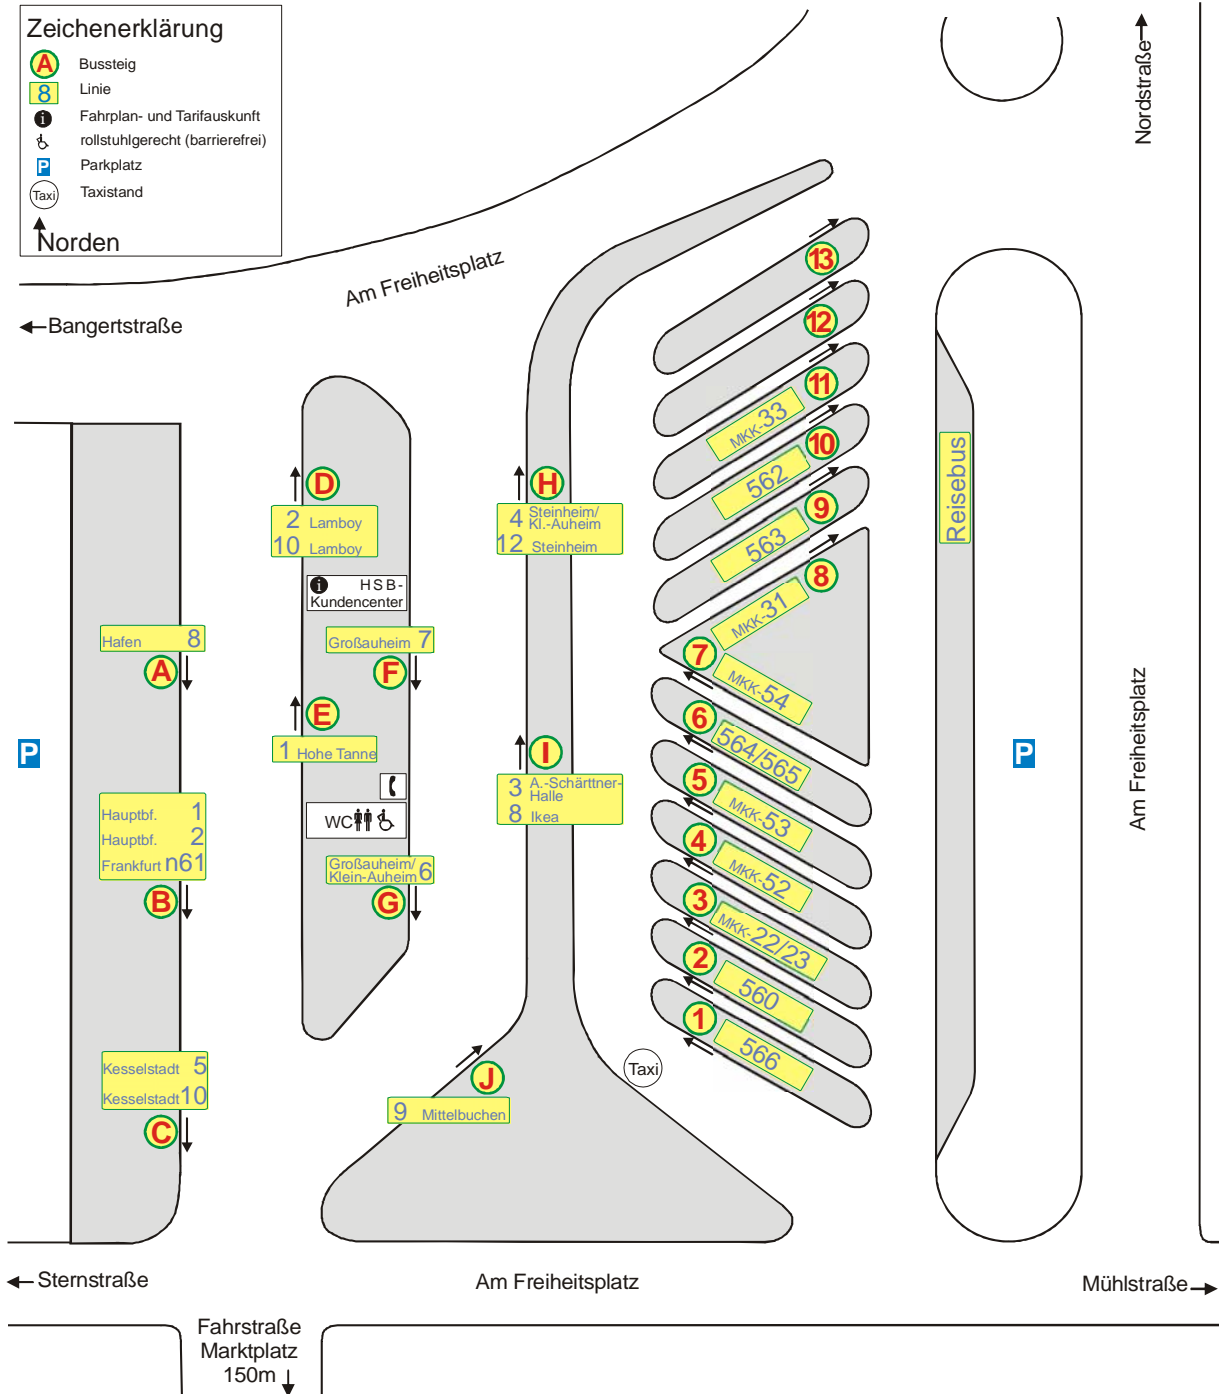 Zeichenerklärung
A Bussteig
8 Linie
i Fahrplan- und Tarifauskunft
rollstuhlgerecht (barrierefrei)
P Parkplatz
Taxi Taxistand
Norden
Nordstraße
Am Freiheitsplatz
Bangertstraße
13
12
11
MKK-33
10
562
9
563
8
MKK-31
7
MKK-54
6
564/565
5
MKK-53
4
MKK-52
3
MKK-22/23
2
560
1
566
Reisebus
D
2 Lamboy
10 Lamboy
i HSB-
Kundencenter
H
4 Steinheim/
Kl.-Auheim
12 Steinheim
Hafen 8
A
Großauheim 7
F
E
1 Hohe Tanne
I
3 A.-Schärttner-
Halle
8 Ikea
P
P
Am Freiheitsplatz
WC
Hauptbf. 1
Hauptbf. 2
Frankfurt n61
B
Großauheim/
Klein-Auheim 6
G
Kesselstadt 5
Kesselstadt 10
C
J
9 Mittelbuchen
Taxi
Sternstraße
Am Freiheitsplatz
Mühlstraße
Fahrstraße
Marktplatz
150m